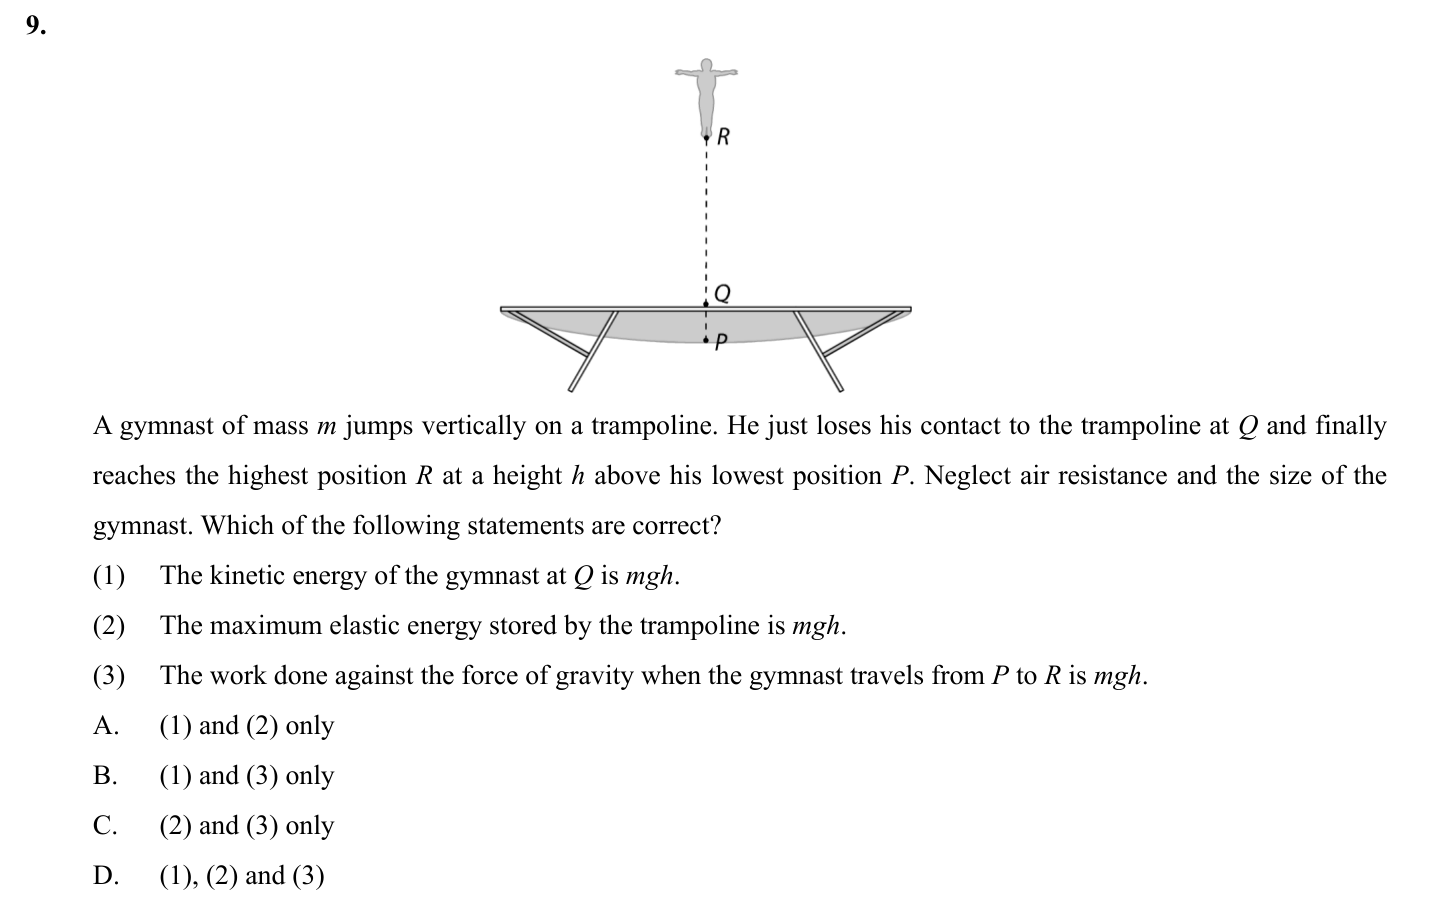 9.
R
Q
P
A gymnast of mass m jumps vertically on a trampoline. He just loses his contact to the trampoline at Q and finally
reaches the highest position R at a height h above his lowest position P. Neglect air resistance and the size of the
gymnast. Which of the following statements are correct?
(1) The kinetic energy of the gymnast at Q is mgh.
(2) The maximum elastic energy stored by the trampoline is mgh.
(3) The work done against the force of gravity when the gymnast travels from P to R is mgh.
A. (1) and (2) only
B. (1) and (3) only
C. (2) and (3) only
D. (1), (2) and (3)